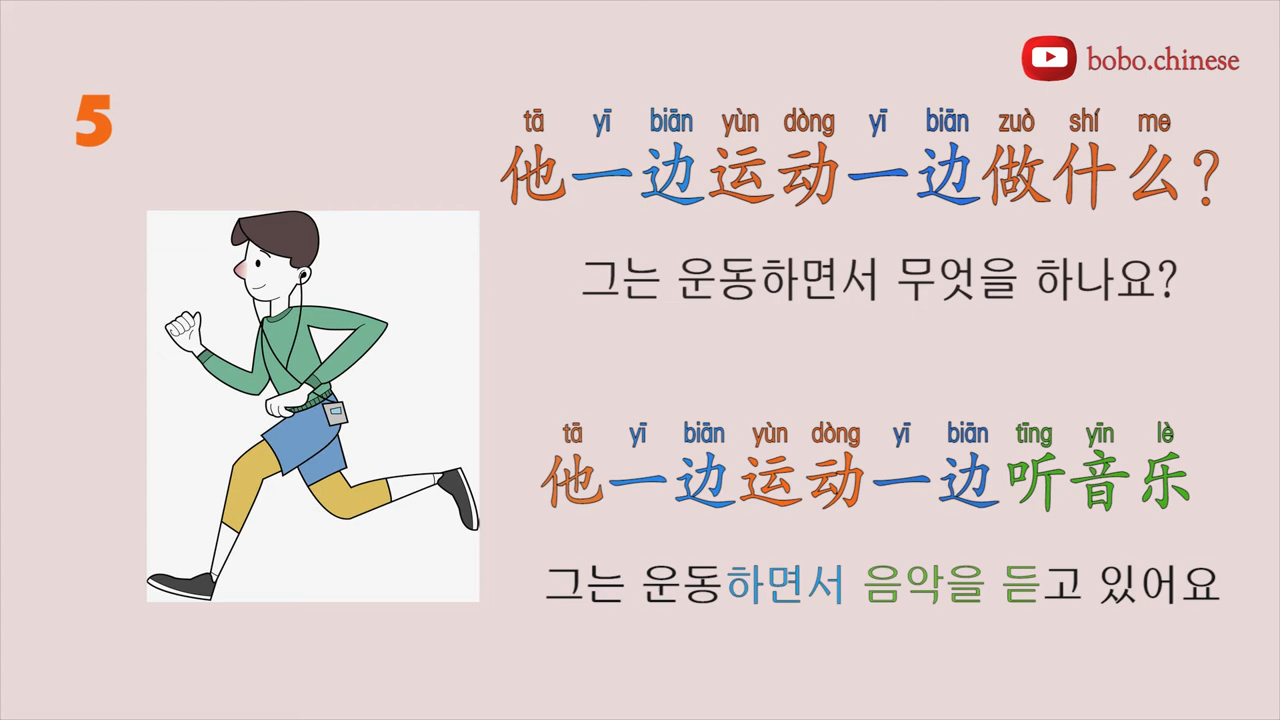 bobo.chinese
5
tā yī biān yùn dòng yī biān zuò shí me
他一边运动一边做什么?
그는 운동하면서 무엇을 하나요?
tā yī biān yùn dòng yī biān tīng yīn lè
他一边运动一边听音乐
그는 운동하면서 음악을 듣고 있어요